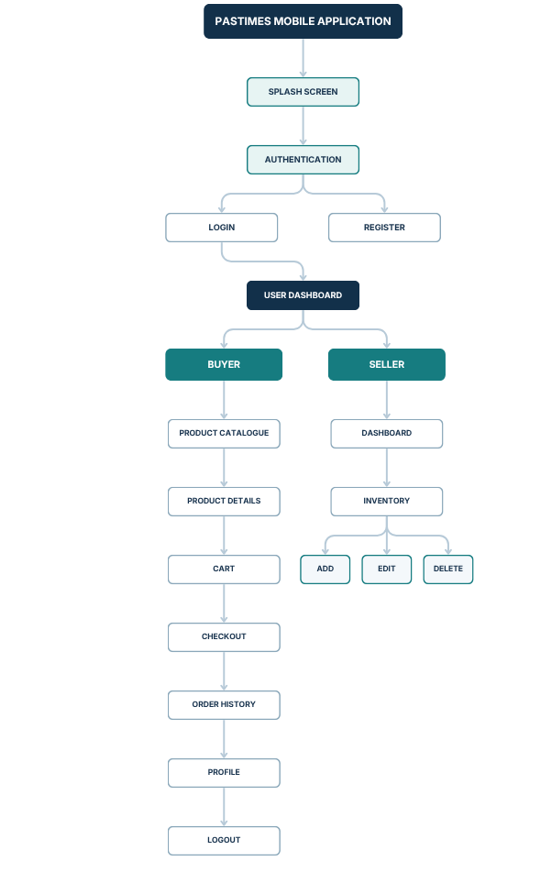 PASTIMES MOBILE APPLICATION
SPLASH SCREEN
AUTHENTICATION
LOGIN
REGISTER
USER DASHBOARD
BUYER
SELLER
PRODUCT CATALOGUE
DASHBOARD
PRODUCT DETAILS
INVENTORY
CART
ADD
EDIT
DELETE
CHECKOUT
ORDER HISTORY
PROFILE
LOGOUT